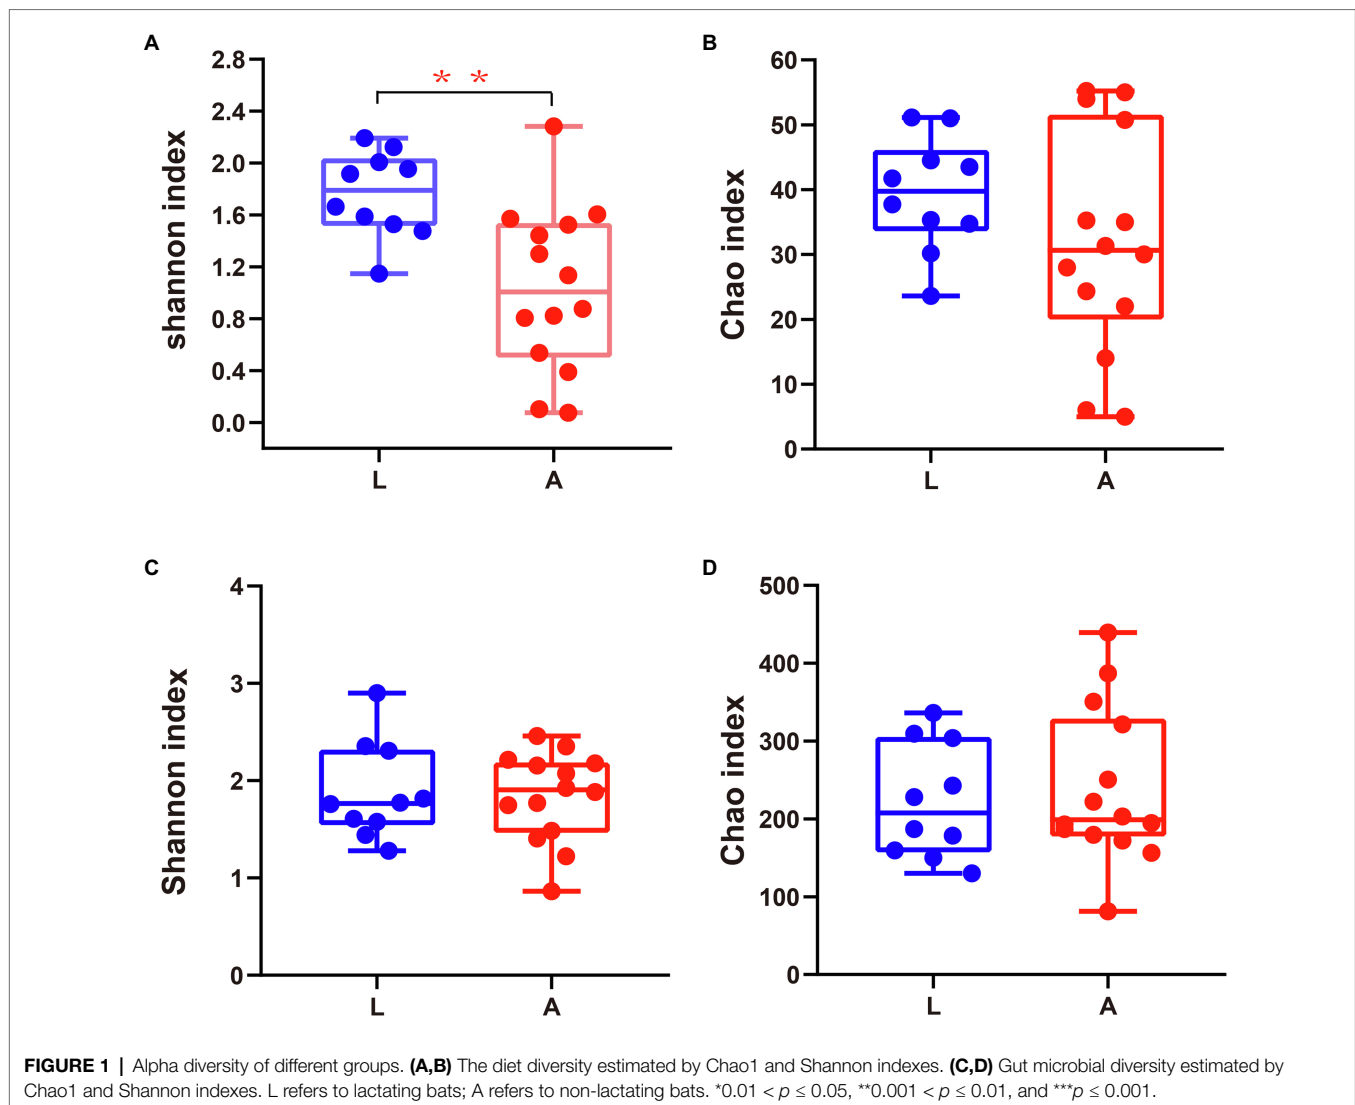 A
2.8
2.4
2.0
1.6
1.2
0.8
0.4
0.0
shannon index
* *
L A
B
60
50
40
30
20
10
0
Chao index
L A
C
4
3
2
1
0
Shannon index
L A
D
500
400
300
200
100
0
Chao index
L A
FIGURE 1 | Alpha diversity of different groups. (A,B) The diet diversity estimated by Chao1 and Shannon indexes. (C,D) Gut microbial diversity estimated by
Chao1 and Shannon indexes. L refers to lactating bats; A refers to non-lactating bats. *0.01 < p ≤ 0.05, **0.001 < p ≤ 0.01, and ***p ≤ 0.001.